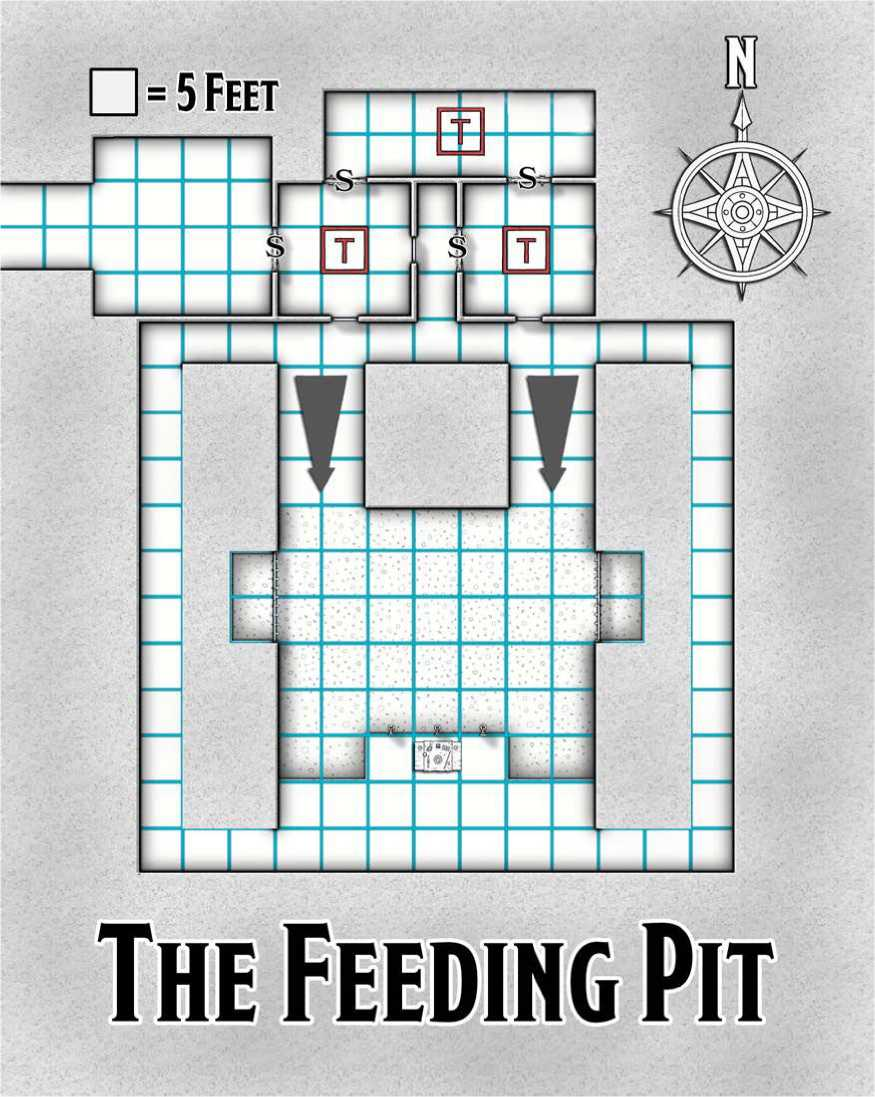 N
= 5 FEET
T
S S
S T S T
THE FEEDING PIT